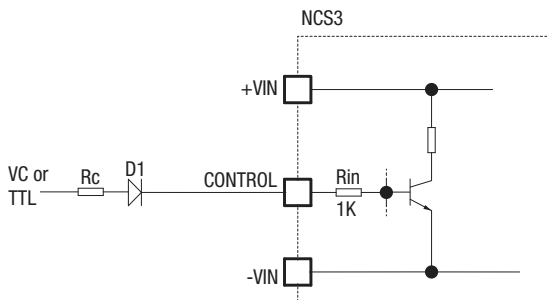 NCS3
+VIN
VC or
TTL
Rc
D1
CONTROL
Rin
1K
-VIN